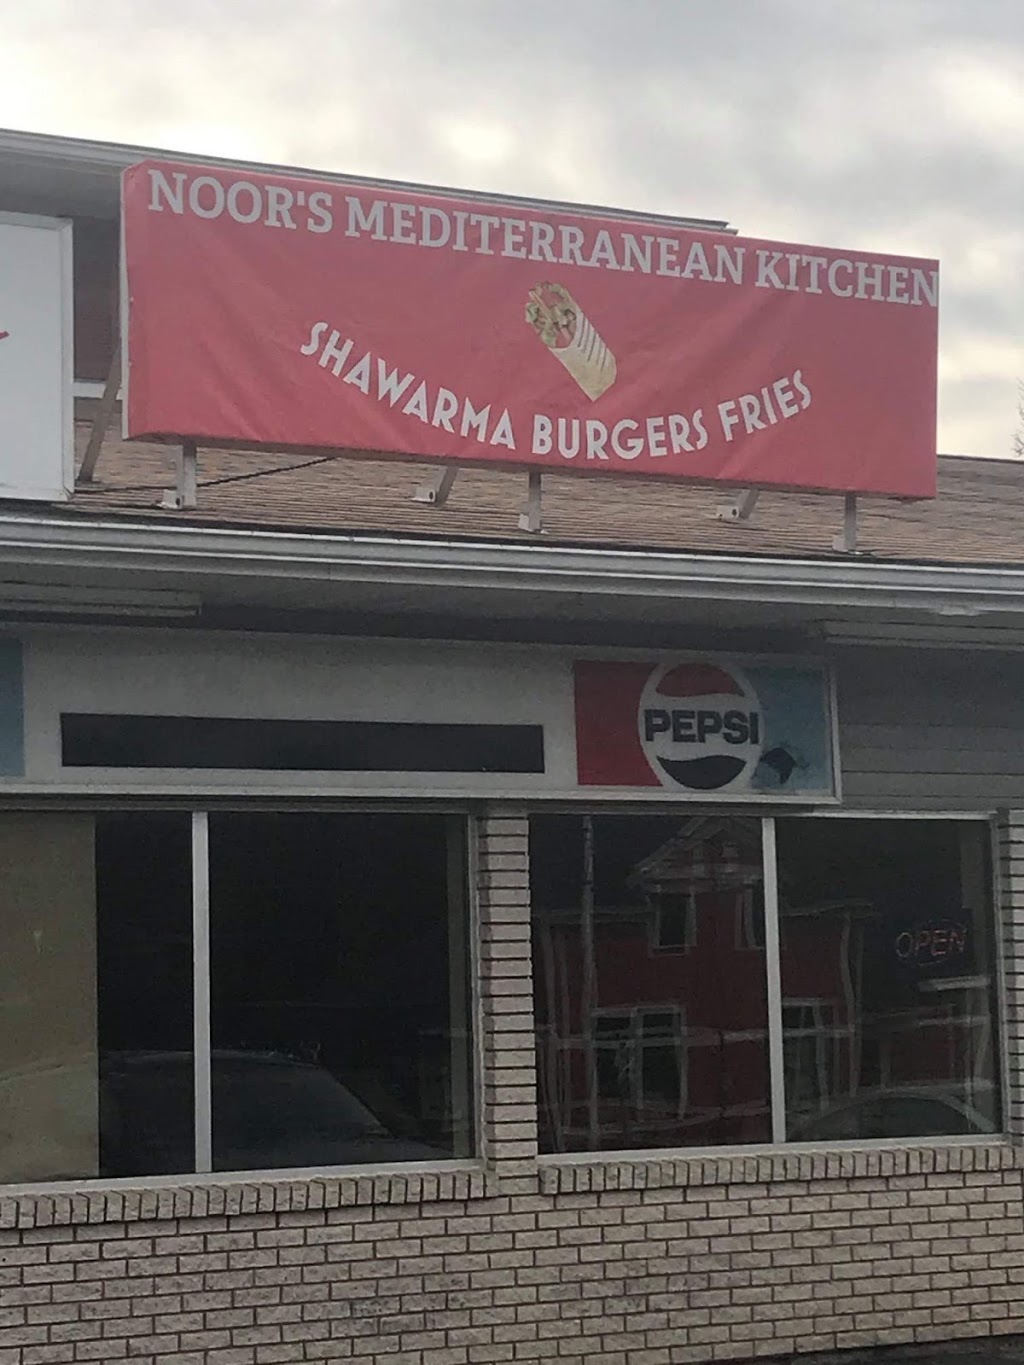 NOOR'S MEDITERRANEAN KITCHEN
SHAWARMA BURGERS FRIES
PEPSI
OPEN